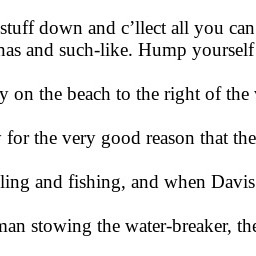 stuff down and c’llect all you can
nas and such-like. Hump yourself
y on the beach to the right of the
for the very good reason that the
ling and fishing, and when Davis
man stowing the water-breaker, the